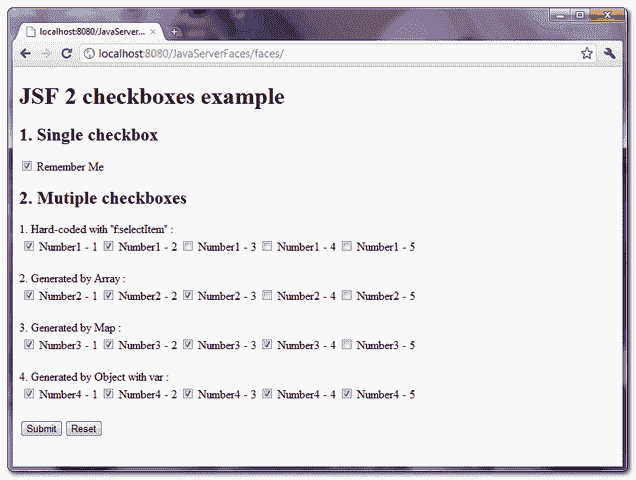 JavaServer...
localhost:8080/JavaServerFaces/faces/
JSF 2 checkboxes example
1. Single checkbox
Remember Me
2. Mutiple checkboxes
1. Hard-coded with "f:selectItem" :
Number1 - 1 Number1 - 2 Number1 - 3 Number1 - 4 Number1 - 5
2. Generated by Array :
Number2 - 1 Number2 - 2 Number2 - 3 Number2 - 4 Number2 - 5
3. Generated by Map :
Number3 - 1 Number3 - 2 Number3 - 3 Number3 - 4 Number3 - 5
4. Generated by Object with var :
Number4 - 1 Number4 - 2 Number4 - 3 Number4 - 4 Number4 - 5
Submit Reset